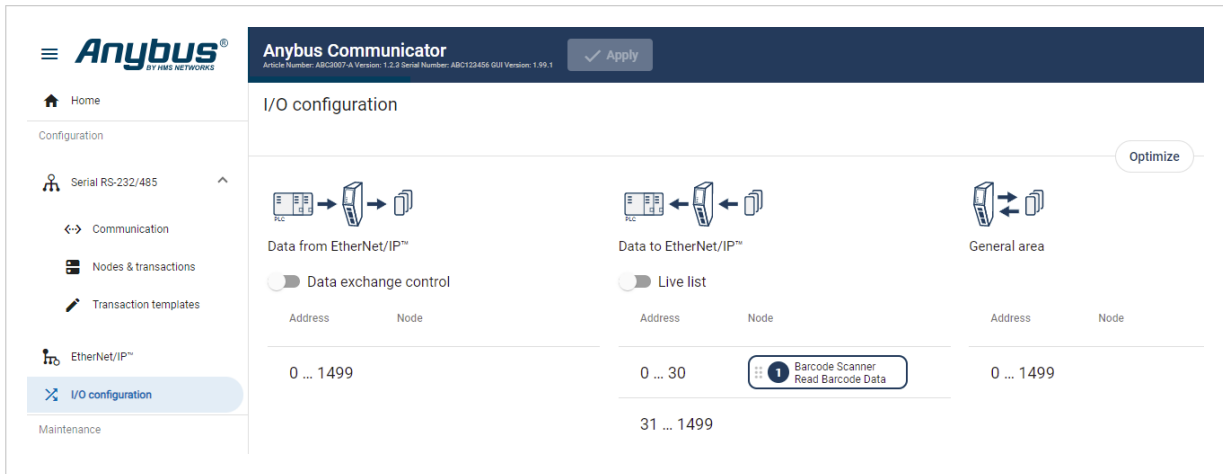 Anybus®
BY HMS NETWORKS
Anybus Communicator
Article Number: ABC3007-A Version: 1.2.3 Serial Number: ABC123456 GUI Version: 1.99.1
Apply
Home
Configuration
Serial RS-232/485
Communication
Nodes & transactions
Transaction templates
EtherNet/IP™
I/O configuration
Maintenance
I/O configuration
Optimize
PLC
Data from EtherNet/IP™
Data exchange control
Address Node
0 ... 1499
PLC
Data to EtherNet/IP™
Live list
Address Node
0 ... 30 1 Barcode Scanner
Read Barcode Data
31 ... 1499
General area
Address Node
0 ... 1499